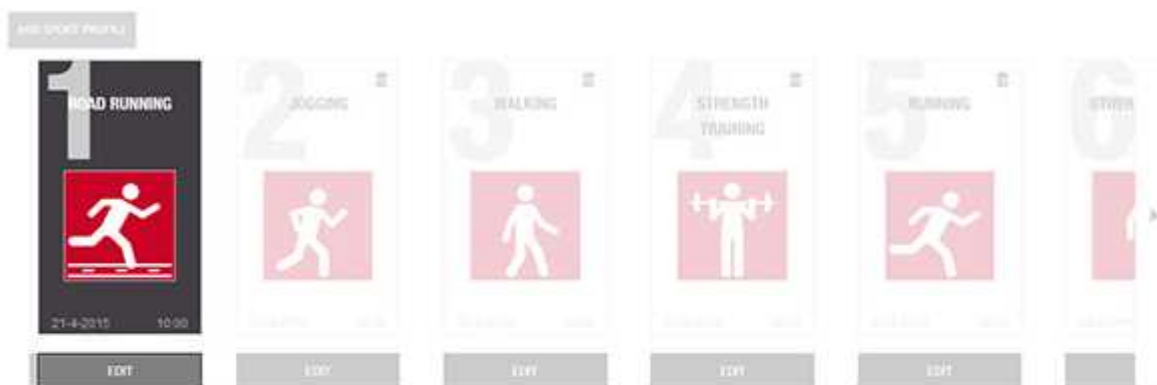 ADD SPORT PROFILE
1
ROAD RUNNING
21-4-2015 10:00
EDIT
2
JOGGING
EDIT
3
WALKING
EDIT
4
STRENGTH
TRAINING
EDIT
5
RUNNING
EDIT
6